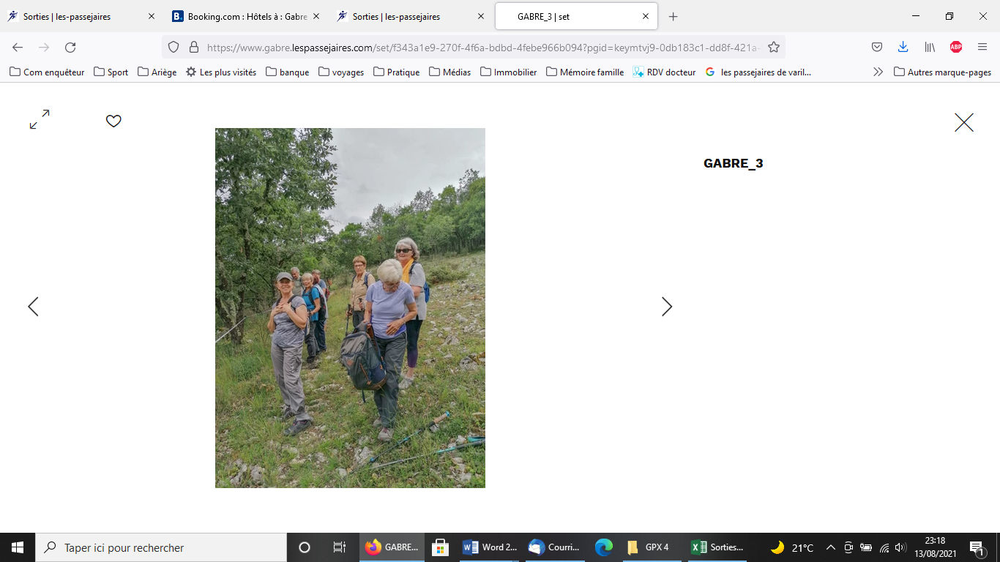 Sorties | les-passejaires
Booking.com : Hôtels à : Gabre
Sorties | les-passejaires
GABRE_3 | set
https://www.gabre.lespassejaires.com/set/f343a1e9-270f-4f6a-bdbd-4febe966b094?pgid=keymtvj9-0db183c1-dd8f-421a-
ABP
Com enquêteur
Sport
Ariège
Les plus visités
banque
voyages
Pratique
Médias
Immobilier
Mémoire famille
RDV docteur
les passejaires de varil...
Autres marque-pages
GABRE_3
Taper ici pour rechercher
GABRE...
Word 2...
Courri...
GPX 4
Sorties...
21°C
23:18
13/08/2021
1